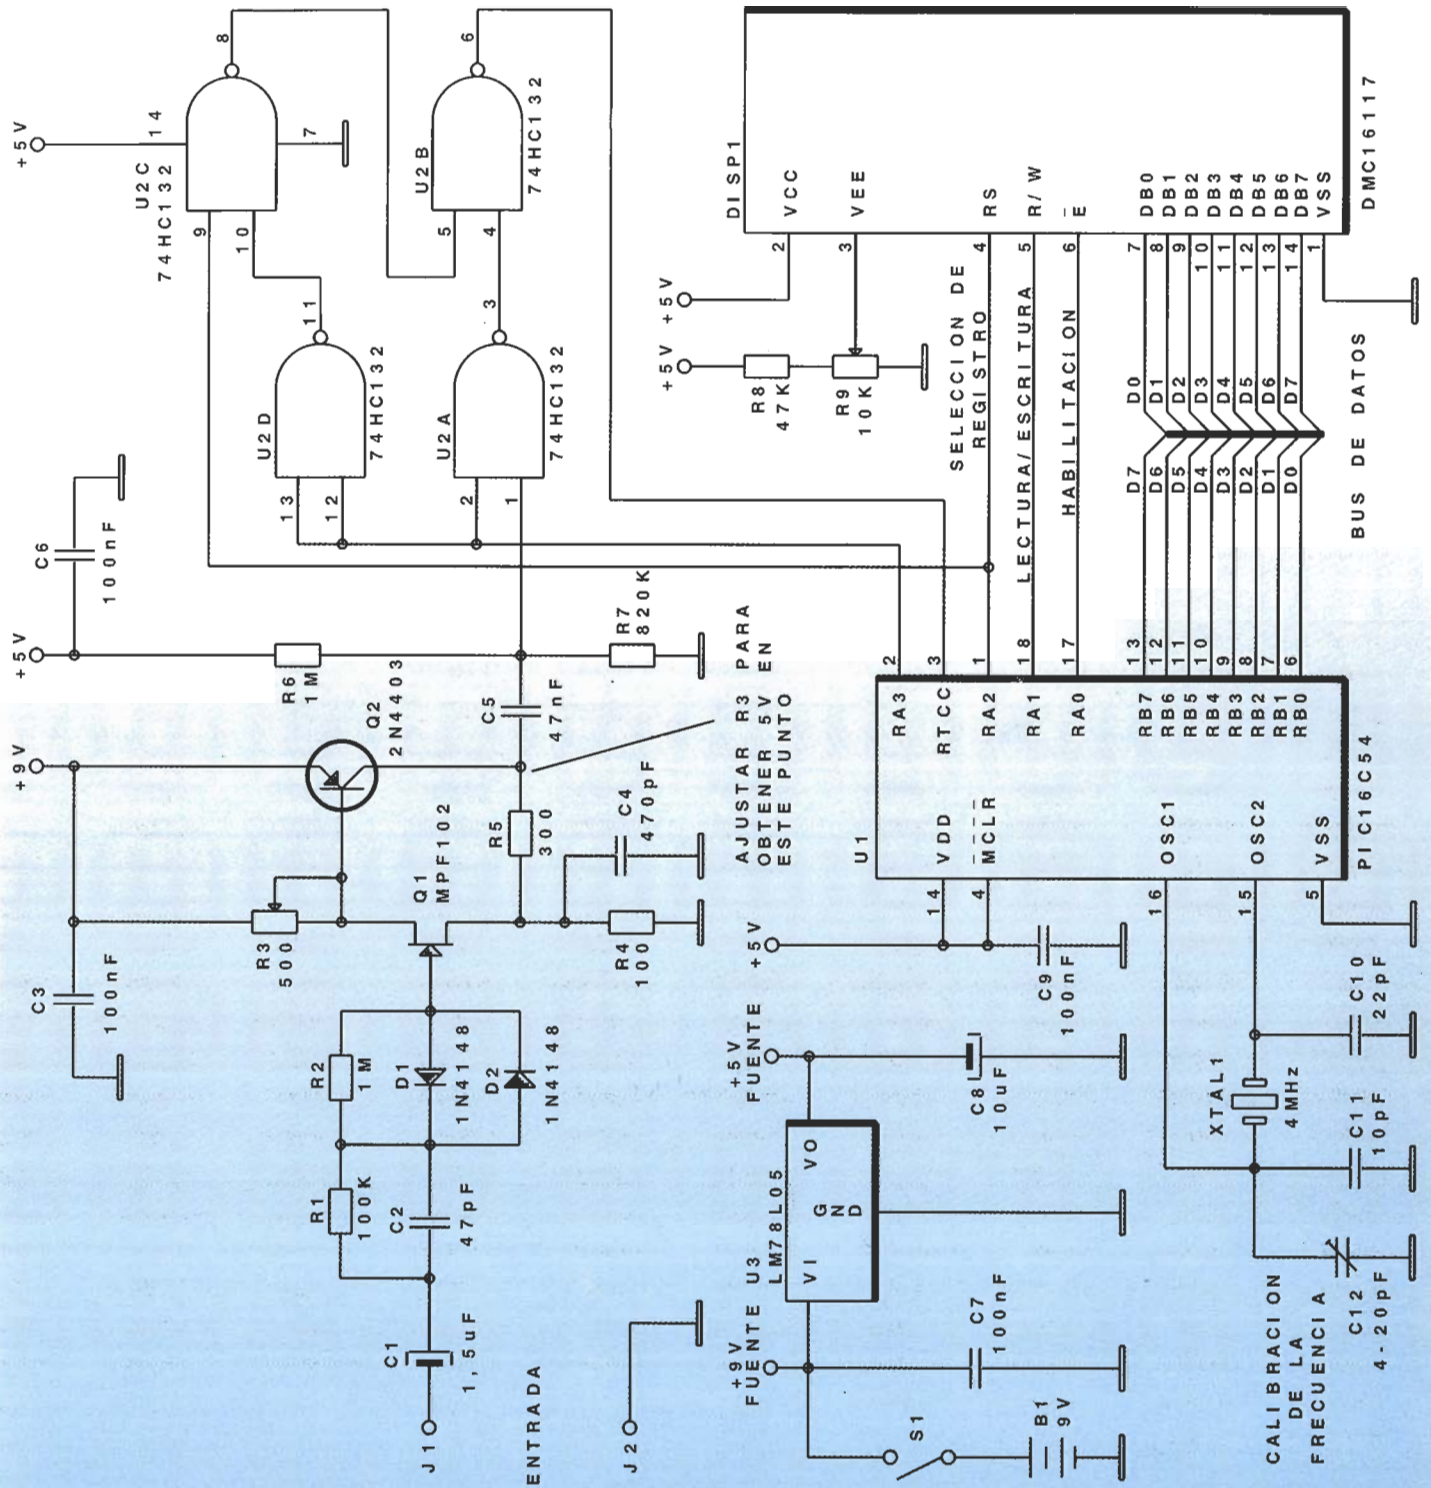 +5V
14
8
U2C
74HC132
7
9
10
6
U2B
74HC132
5
4
11
U2D
74HC132
13
12
3
U2A
74HC132
2
1
C6
100nF
+5V
R6
1M
R7
820K
+9V
Q2
2N4403
C5
47nF
R5
300
C4
470pF
AJUSTAR R3 PARA
OBTENER 5V EN
ESTE PUNTO
C3
100nF
R3
500
Q1
MPF102
R4
100
R2
1M
D1
1N4148
D2
1N4148
R1
100K
C2
47pF
C1
1,5uF
J1
ENTRADA
J2
DISP1
DMC16117
VCC
VEE
RS
R/W
E
DB0
DB1
DB2
DB3
DB4
DB5
DB6
DB7
VSS
2
3
4
5
6
7
8
9
10
11
12
13
14
1
+5V
+5V
R8
47K
R9
10K
SELECCION DE
REGISTRO
LECTURA/ESCRITURA
HABILITACION
D0
D1
D2
D3
D4
D5
D6
D7
D7
D6
D5
D4
D3
D2
D1
D0
BUS DE DATOS
2
3
1
18
17
13
12
11
10
9
8
7
6
RA3
RTCC
RA2
RA1
RA0
RB7
RB6
RB5
RB4
RB3
RB2
RB1
RB0
U1
PIC16C54
VDD
MCLR
OSC1
OSC2
VSS
14
4
16
15
5
+5V
C9
100nF
+5V
FUENTE
C8
10uF
U3
LM78L05
VI
VO
GND
+9V
FUENTE
C7
100nF
S1
B1
9V
XTAL1
4MHz
C10
22pF
C11
10pF
C12
4-20pF
CALIBRACION
DE LA
FRECUENCIA